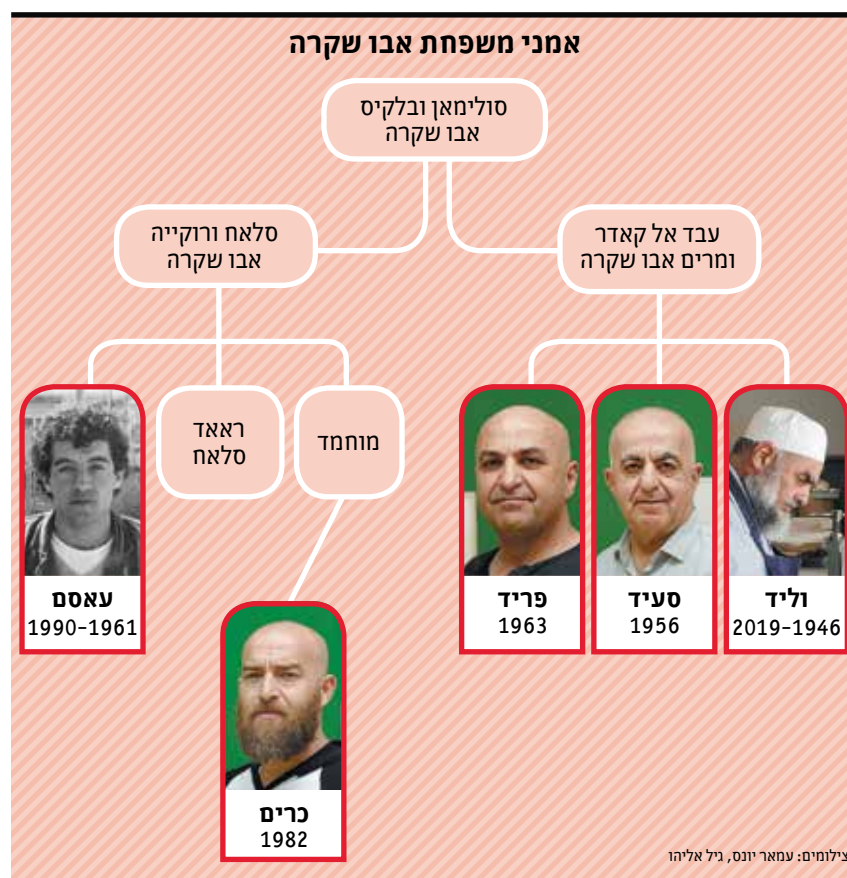 אמני משפחת אבו שקרה
סולימאן ובלקיס
אבו שקרה
עבד אל קאדר
ומרים אבו שקרה
סלאח ורוקייה
אבו שקרה
וליד
2019-1946
סעיד
1956
פריד
1963
מוחמד
ראאד
סלאח
עאסם
1990-1961
כרים
1982
צילומים: עמאר יונס, גיל אליהו